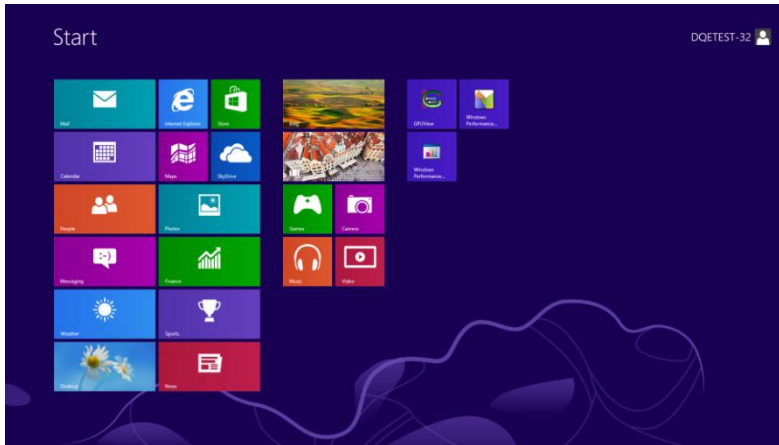 Start
DQETEST-32
Mail
Internet Explorer
Store
Calendar
Maps
SkyDrive
People
Photos
Messaging
:-)
Finance
Weather
Sports
Desktop
News
Bing
Games
Camera
Music
Video
GPUView
Windows
Performance...
Windows
Performance...